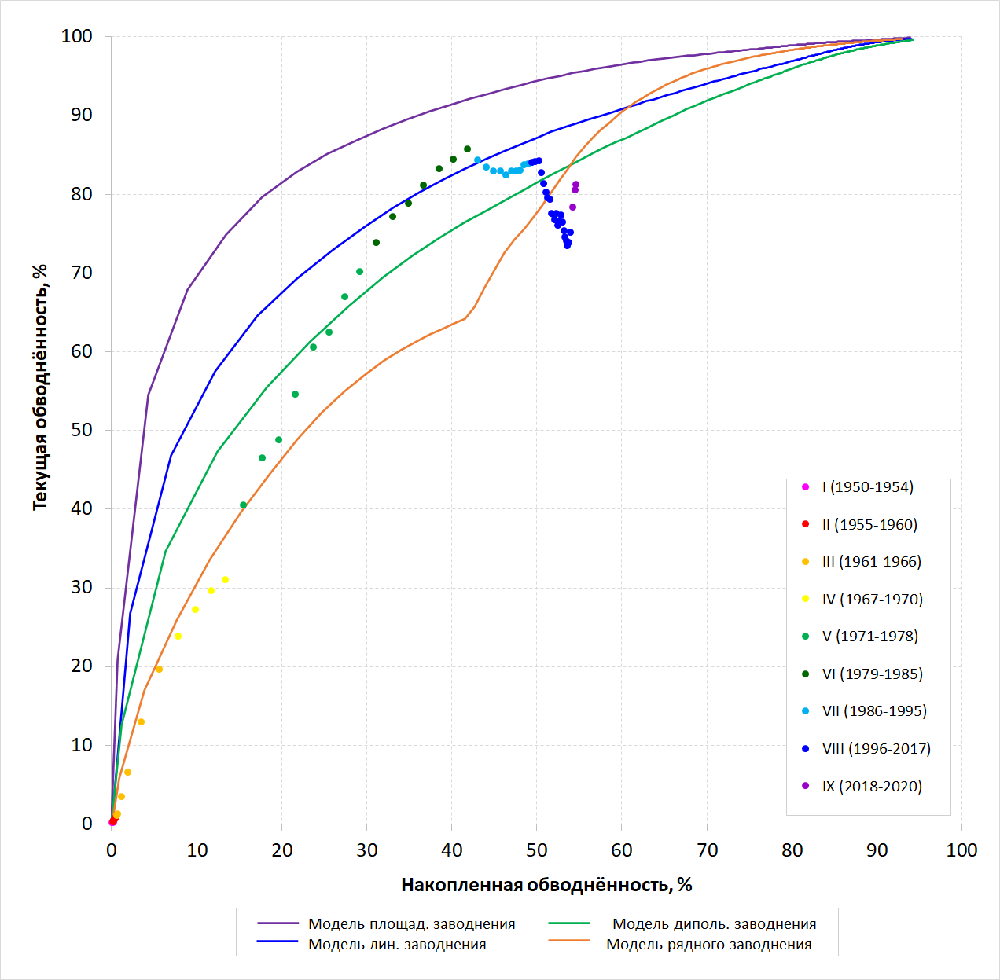 100
90
80
70
60
50
40
30
20
10
0
Текущая обводнённость, %
I (1950-1954)
II (1955-1960)
III (1961-1966)
IV (1967-1970)
V (1971-1978)
VI (1979-1985)
VII (1986-1995)
VIII (1996-2017)
IX (2018-2020)
0 10 20 30 40 50 60 70 80 90 100
Накопленная обводнённость, %
Модель площад. заводнения Модель диполь. заводнения
Модель лин. заводнения Модель рядного заводнения